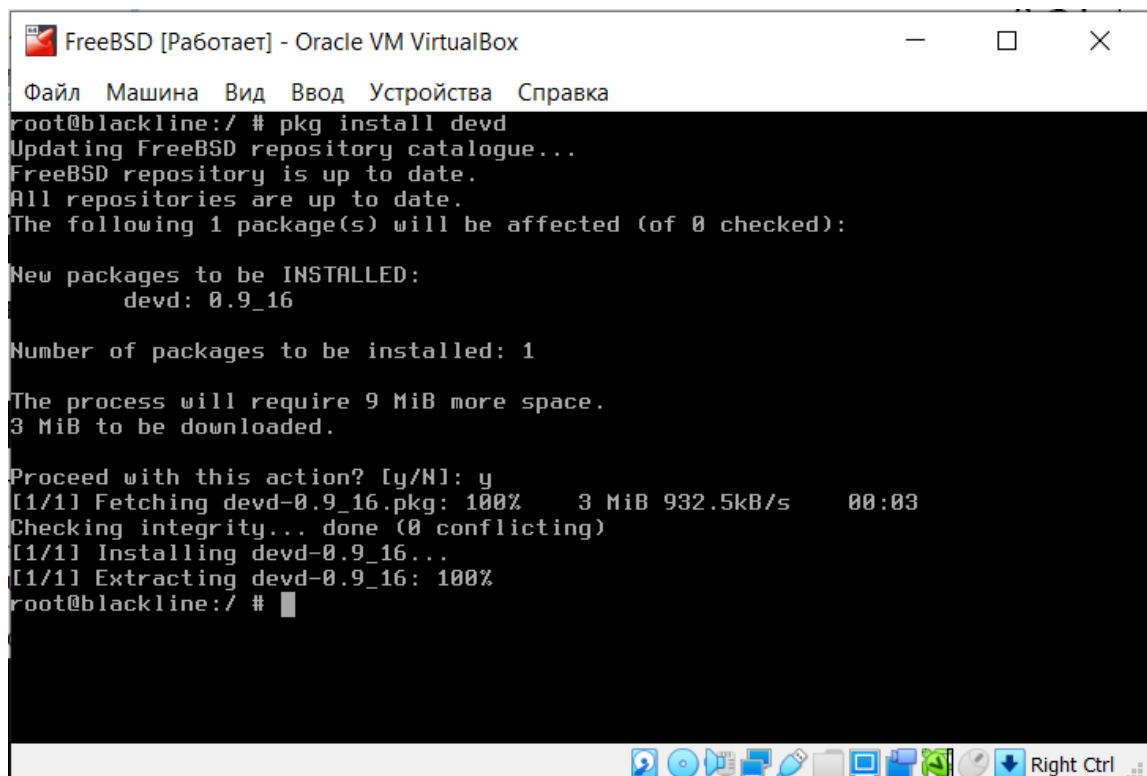 FreeBSD [Работает] - Oracle VM VirtualBox
Файл Машина Вид Ввод Устройства Справка
root@blackline:/ # pkg install devd
Updating FreeBSD repository catalogue...
FreeBSD repository is up to date.
All repositories are up to date.
The following 1 package(s) will be affected (of 0 checked):
New packages to be INSTALLED:
devd: 0.9_16
Number of packages to be installed: 1
The process will require 9 MiB more space.
3 MiB to be downloaded.
Proceed with this action? [y/N]: y
[1/1] Fetching devd-0.9_16.pkg: 100% 3 MiB 932.5kB/s 00:03
Checking integrity... done (0 conflicting)
[1/1] Installing devd-0.9_16...
[1/1] Extracting devd-0.9_16: 100%
root@blackline:/ #
Right Ctrl